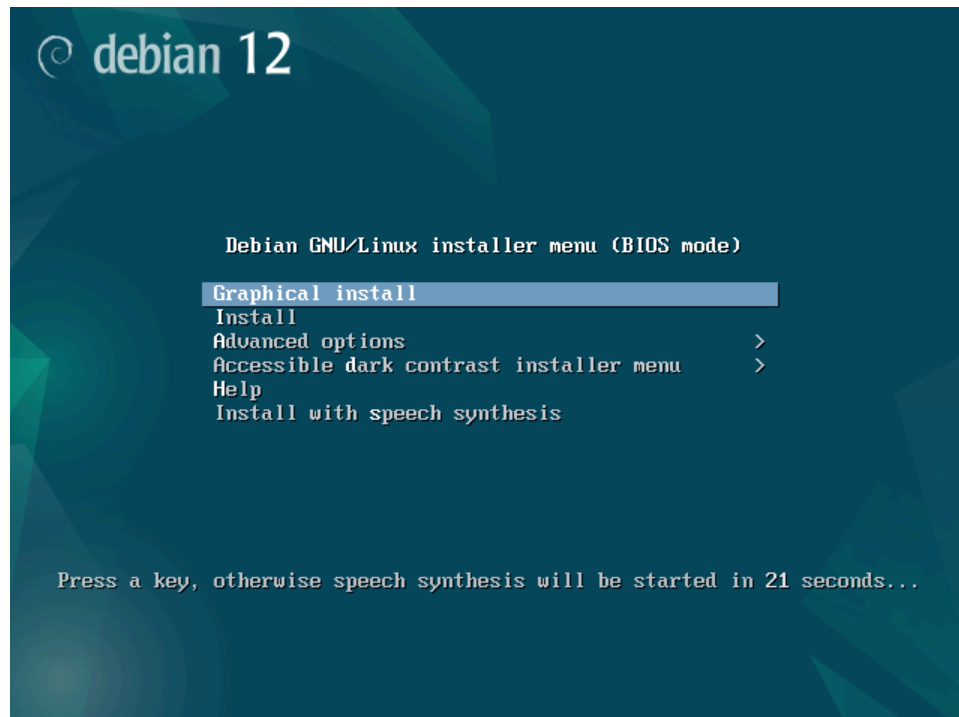 debian 12
Debian GNU/Linux installer menu (BIOS mode)
Graphical install
Install
Advanced options >
Accessible dark contrast installer menu >
Help
Install with speech synthesis
Press a key, otherwise speech synthesis will be started in 21 seconds...